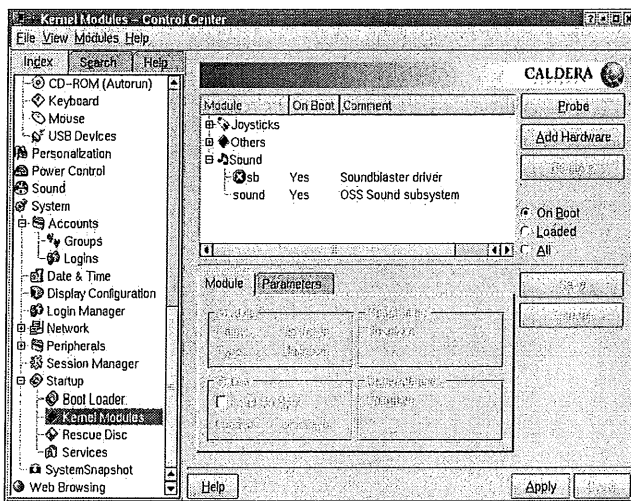 Kernel Modules - Control Center
File View Modules Help
Index Search Help
CD-ROM (Autorun)
Keyboard
Mouse
USB Devices
Personalization
Power Control
Sound
System
Accounts
Groups
Logins
Date & Time
Display Configuration
Login Manager
Network
Peripherals
Session Manager
Startup
Boot Loader
Kernel Modules
Rescue Disc
Services
SystemSnapshot
Web Browsing
CALDERA
Module On Boot Comment
Joysticks
Others
Sound
sb Yes Soundblaster driver
sound Yes OSS Sound subsystem
Probe
Add Hardware
On Boot
Loaded
All
Module Parameters
Help
Apply